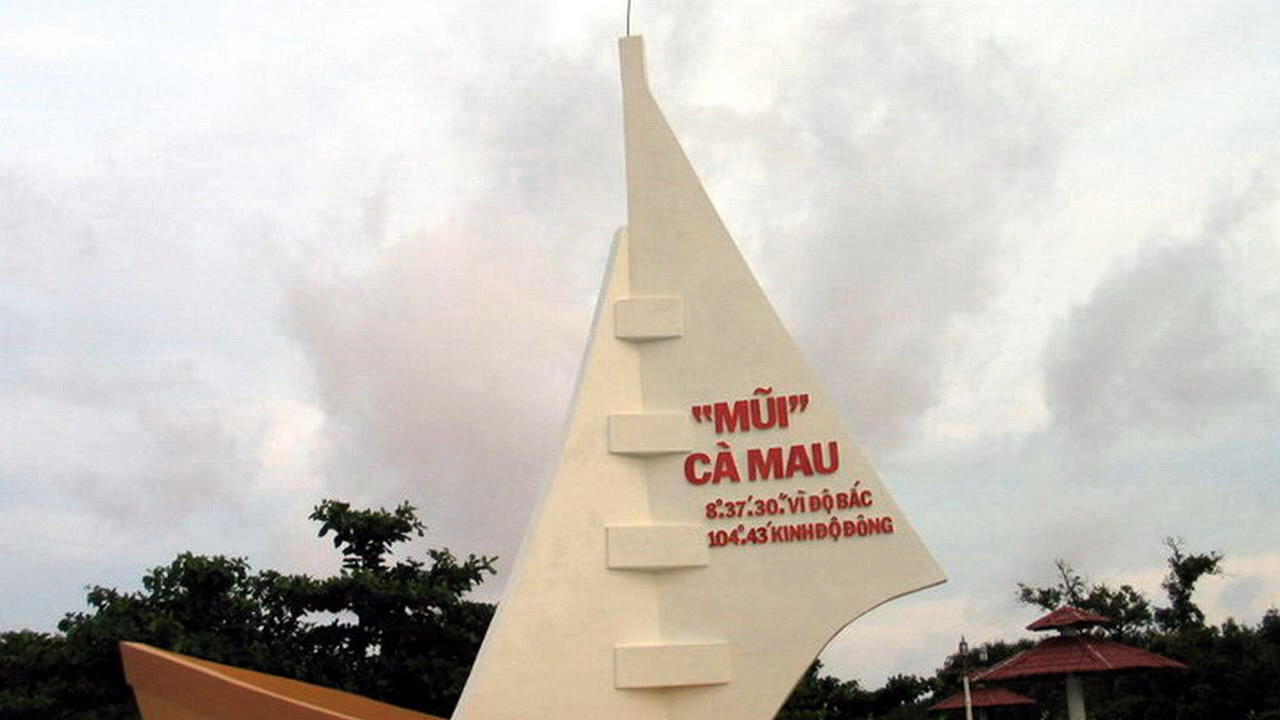 "MŨI"
CÀ MAU
8°.37'.30."VĨ ĐỘ BẮC
104°.43'KINH ĐỘ ĐÔNG